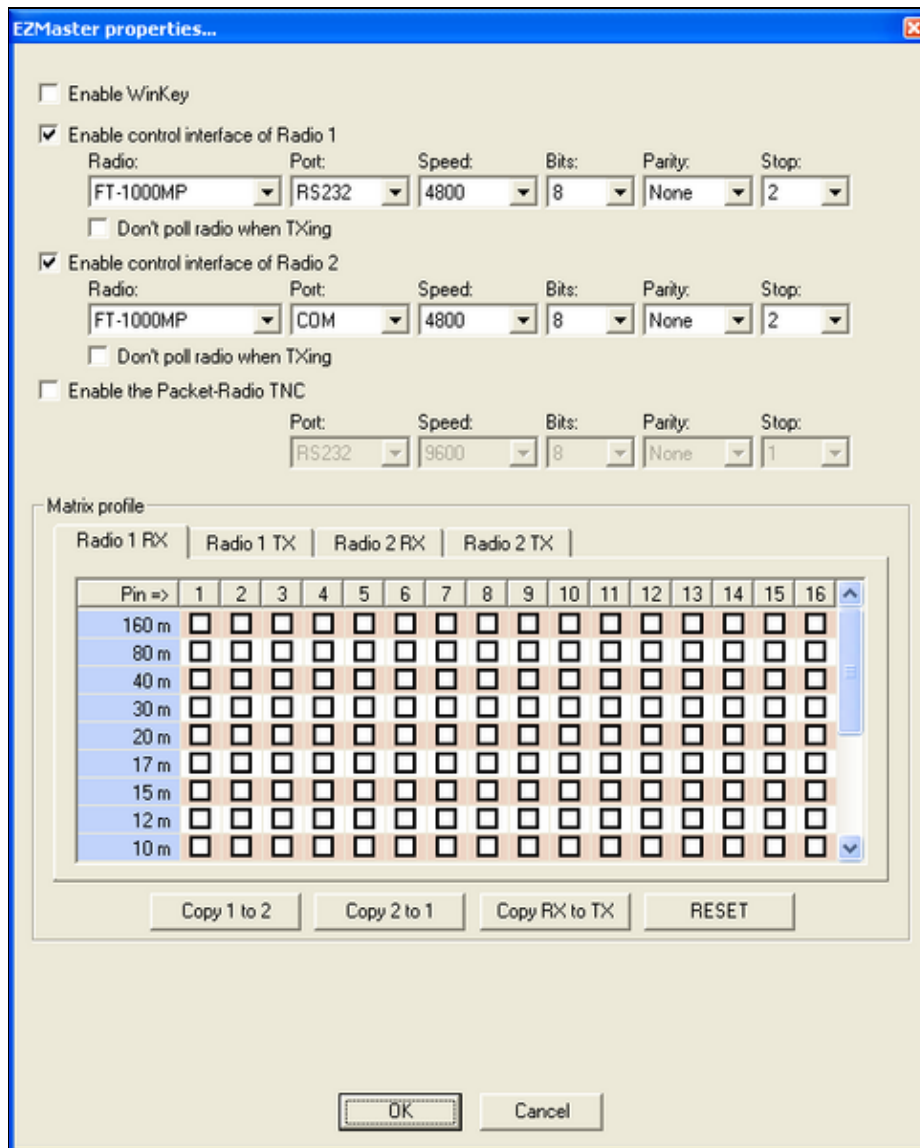 EZMaster properties...
Enable WinKey
Enable control interface of Radio 1
Radio: Port: Speed: Bits: Parity: Stop:
FT-1000MP RS232 4800 8 None 2
Don't poll radio when TXing
Enable control interface of Radio 2
Radio: Port: Speed: Bits: Parity: Stop:
FT-1000MP COM 4800 8 None 2
Don't poll radio when TXing
Enable the Packet-Radio TNC
Port: Speed: Bits: Parity: Stop:
RS232 9600 8 None 1
Matrix profile
Radio 1 RX Radio 1 TX Radio 2 RX Radio 2 TX
Pin => 1 2 3 4 5 6 7 8 9 10 11 12 13 14 15 16
160 m
80 m
40 m
30 m
20 m
17 m
15 m
12 m
10 m
Copy 1 to 2 Copy 2 to 1 Copy RX to TX RESET
OK Cancel